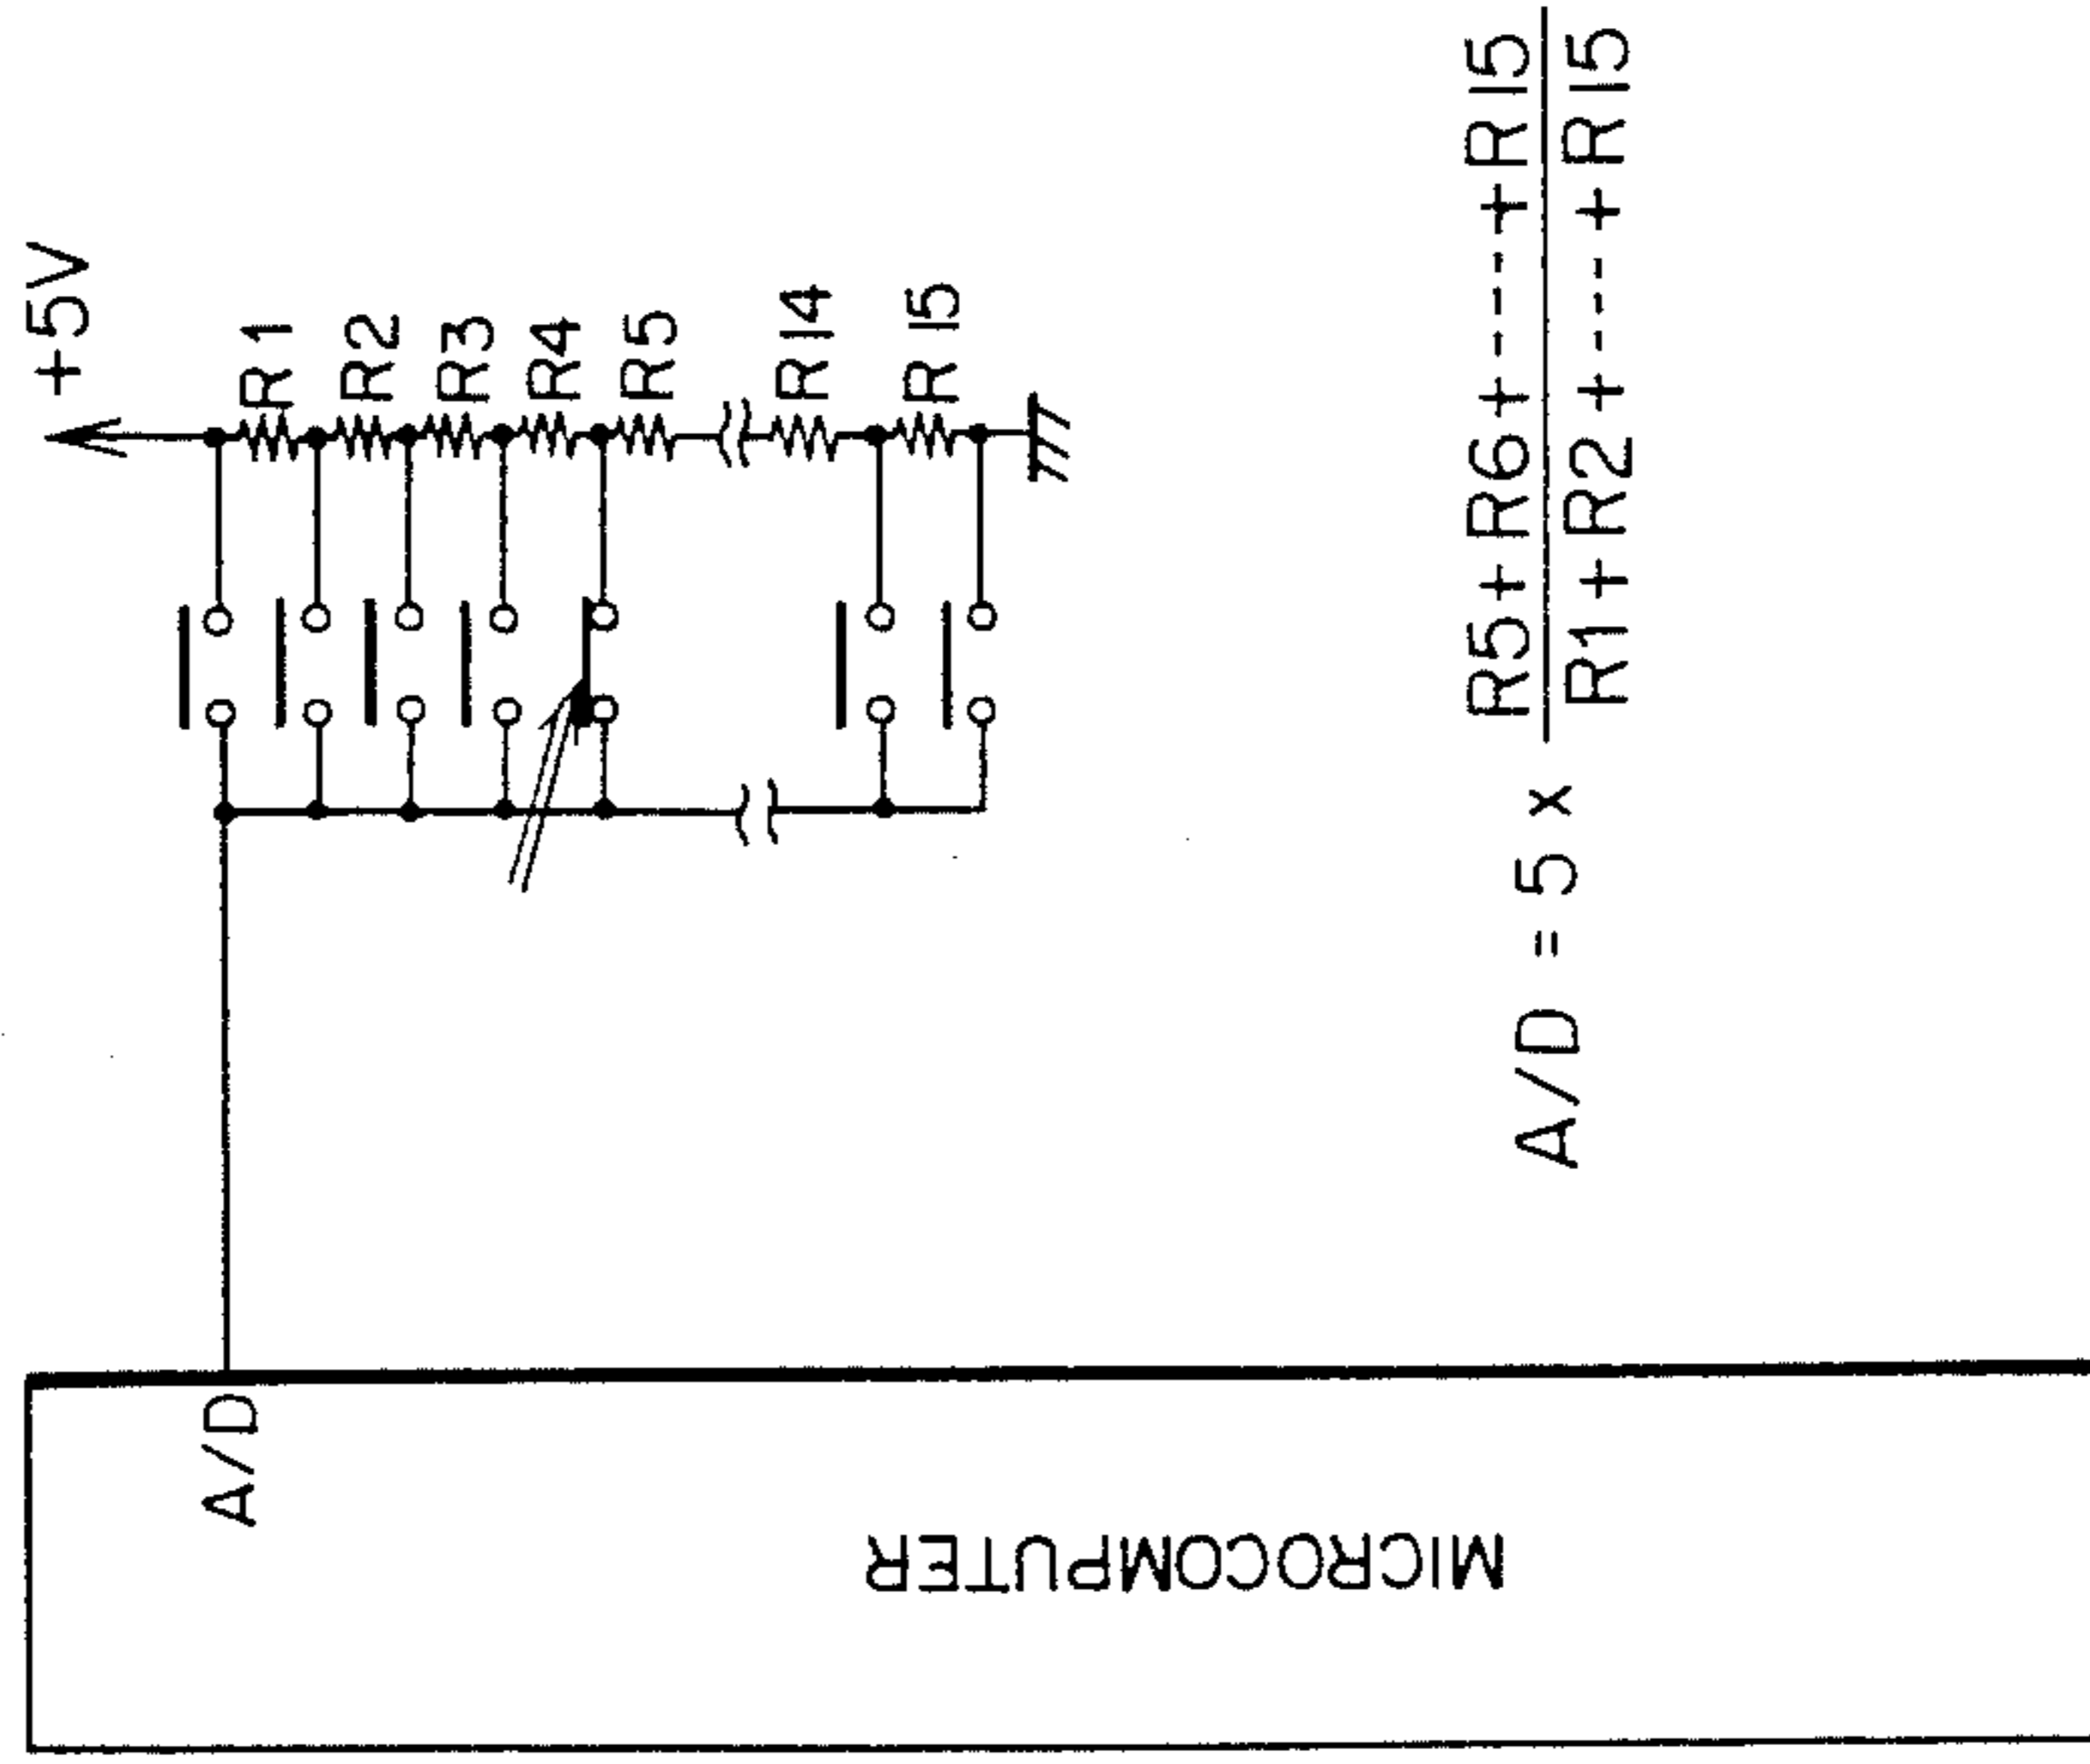 +5V
R1
R2
R3
R4
R5
R14
R15
A/D
MICROCOMPUTER
A/D = 5 x
R5+R6+----+R15
R1+R2+---+R15